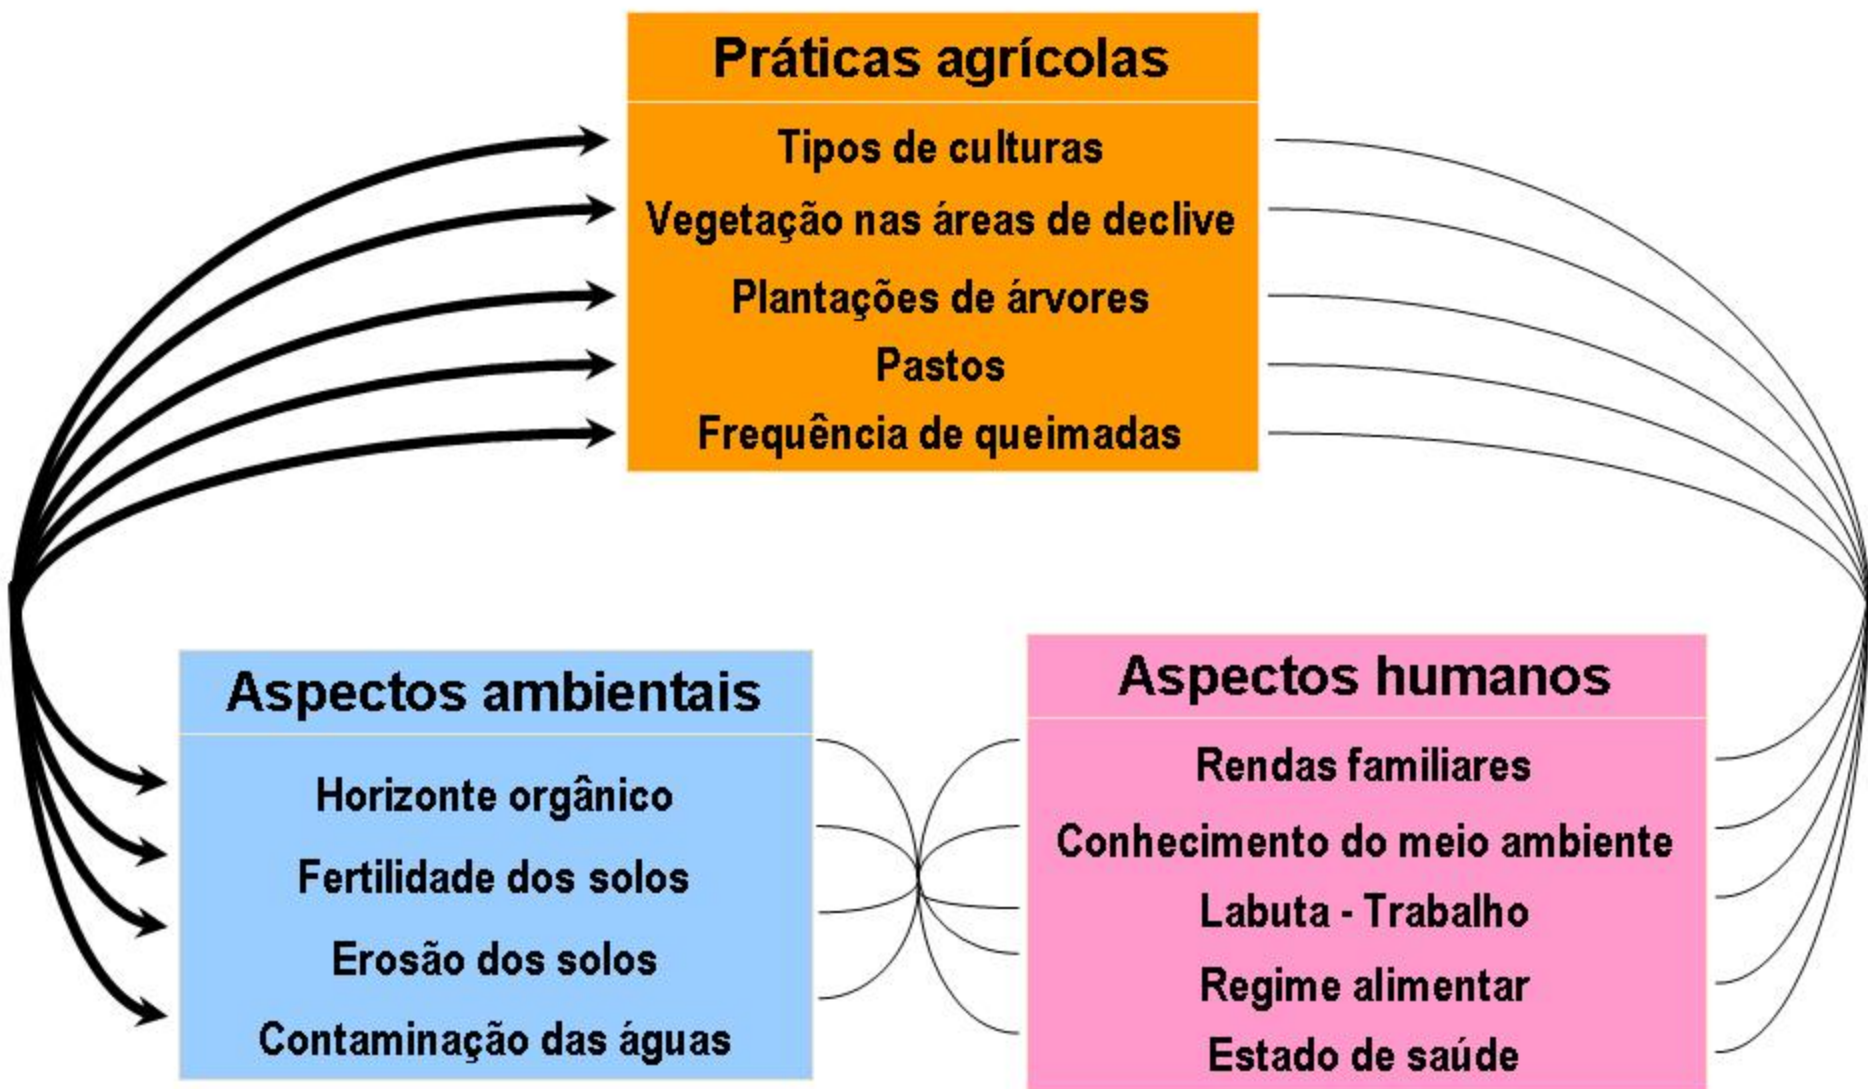 Práticas agrícolas
Tipos de culturas
Vegetação nas áreas de declive
Plantações de árvores
Pastos
Frequência de queimadas
Aspectos ambientais
Horizonte orgânico
Fertilidade dos solos
Erosão dos solos
Contaminação das águas
Aspectos humanos
Rendas familiares
Conhecimento do meio ambiente
Labuta - Trabalho
Regime alimentar
Estado de saúde